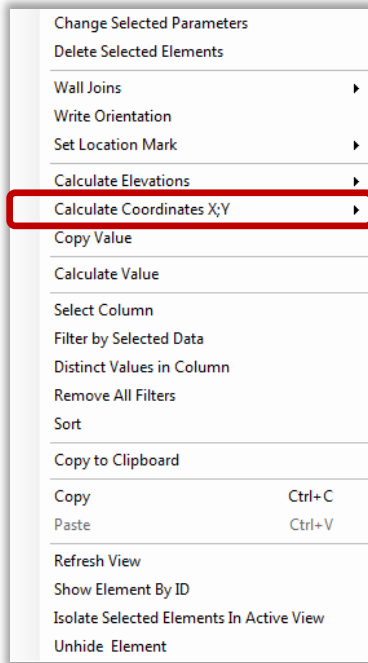 Change Selected Parameters
Delete Selected Elements
Wall Joins
Write Orientation
Set Location Mark
Calculate Elevations
Calculate Coordinates X;Y
Copy Value
Calculate Value
Select Column
Filter by Selected Data
Distinct Values in Column
Remove All Filters
Sort
Copy to Clipboard
Copy Ctrl+C
Paste Ctrl+V
Refresh View
Show Element By ID
Isolate Selected Elements In Active View
Unhide Element